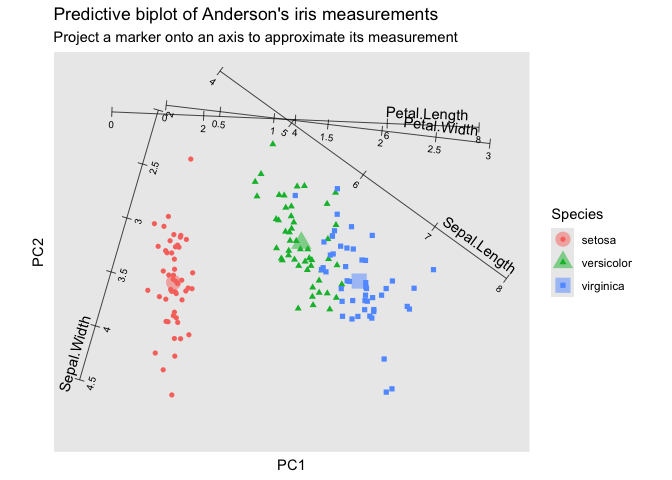 Predictive biplot of Anderson's iris measurements
Project a marker onto an axis to approximate its measurement
4
Petal.Length
Petal.Width
0
0
2
2
0.5
1
5
4
1.5
6
2
2.5
8
3
2.5
6
3
Sepal.Length
7
3.5
8
4
Sepal.Width
4.5
PC2
PC1
Species
setosa
versicolor
virginica